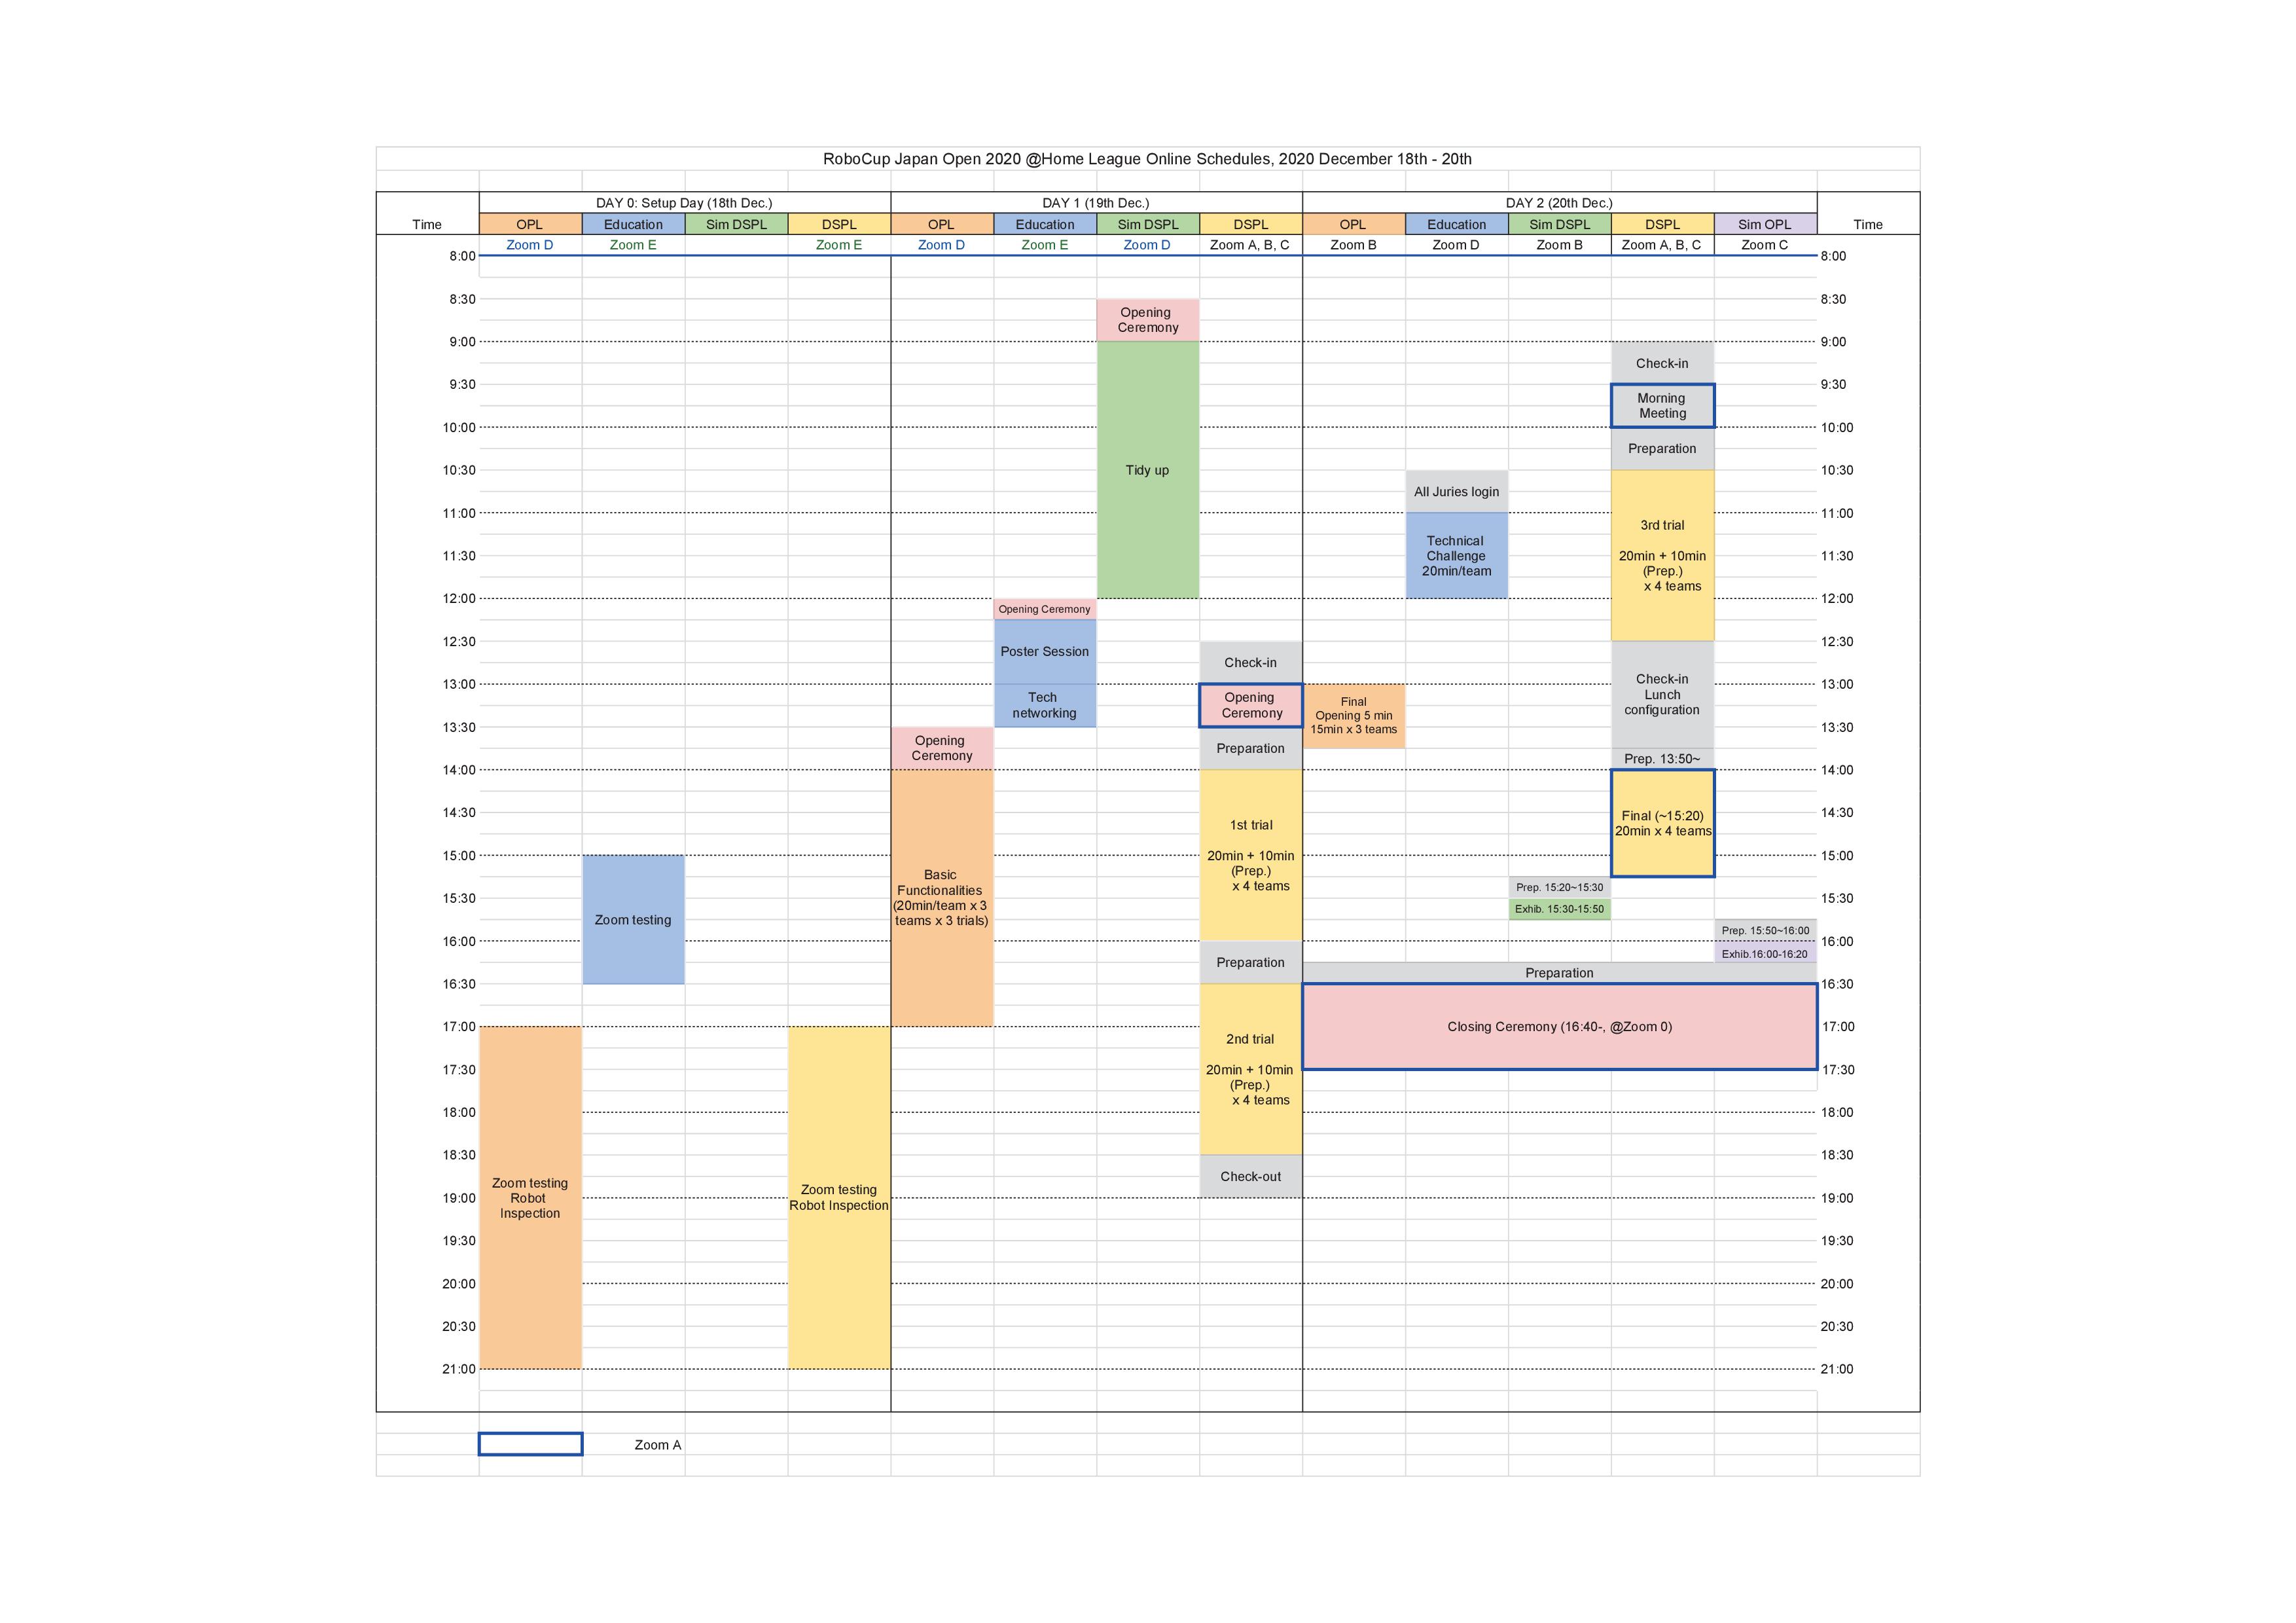 RoboCup Japan Open 2020 @Home League Online Schedules, 2020 December 18th - 20th
Time DAY 0: Setup Day (18th Dec.) DAY 1 (19th Dec.) DAY 2 (20th Dec.) Time
OPL Education Sim DSPL DSPL OPL Education Sim DSPL DSPL OPL Education Sim DSPL DSPL Sim OPL
Zoom D Zoom E Zoom E Zoom D Zoom E Zoom D Zoom A, B, C Zoom B Zoom D Zoom B Zoom A, B, C Zoom C
8:00
8:30
9:00
9:30
10:00
10:30
11:00
11:30
12:00
12:30
13:00
13:30
14:00
14:30
15:00
15:30
16:00
16:30
17:00
17:30
18:00
18:30
19:00
19:30
20:00
20:30
21:00
Zoom testing
Robot
Inspection
Zoom testing
Zoom testing
Robot Inspection
Opening
Ceremony
Basic
Functionalities
(20min/team x 3
teams x 3 trials)
Opening Ceremony
Poster Session
Tech
networking
Opening
Ceremony
Tidy up
Check-in
Opening
Ceremony
Preparation
1st trial
20min + 10min
(Prep.)
x 4 teams
Preparation
2nd trial
20min + 10min
(Prep.)
x 4 teams
Check-out
Final
Opening 5 min
15min x 3 teams
All Juries login
Technical
Challenge
20min/team
Prep. 15:20~15:30
Exhib. 15:30-15:50
Check-in
Morning
Meeting
Preparation
3rd trial
20min + 10min
(Prep.)
x 4 teams
Check-in
Lunch
configuration
Prep. 13:50~
Final (~15:20)
20min x 4 teams
Prep. 15:50~16:00
Exhib.16:00-16:20
Preparation
Closing Ceremony (16:40-, @Zoom 0)
8:00
8:30
9:00
9:30
10:00
10:30
11:00
11:30
12:00
12:30
13:00
13:30
14:00
14:30
15:00
15:30
16:00
16:30
17:00
17:30
18:00
18:30
19:00
19:30
20:00
20:30
21:00
Zoom A